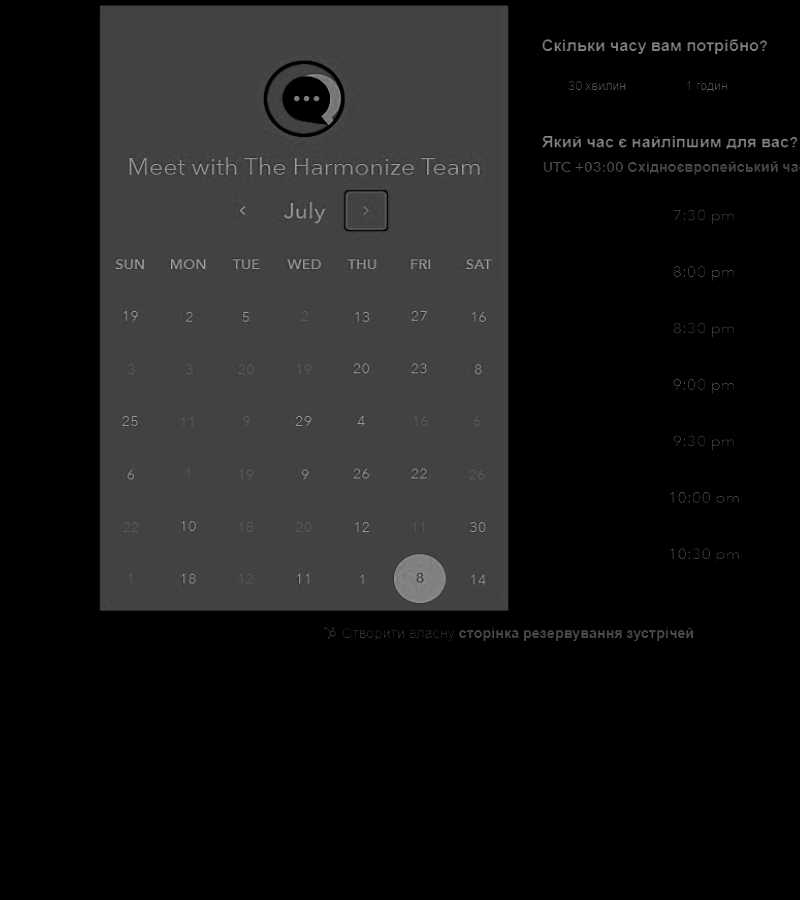 Meet with The Harmonize Team
July
SUN MON TUE WED THU FRI SAT
19 2 5 2 13 27 16
3 3 20 19 20 23 8
25 11 9 29 4 16 6
6 1 19 9 26 22 26
22 10 18 20 12 11 30
1 18 12 11 1 8 14
Скільки часу вам потрібно?
30 хвилин 1 годин
Який час є найліпшим для вас?
UTC +03:00 Східноєвропейський ча
7:30 pm
8:00 pm
8:30 pm
9:00 pm
9:30 pm
10:00 pm
10:30 pm
Створити власну сторінка резервування зустрічей